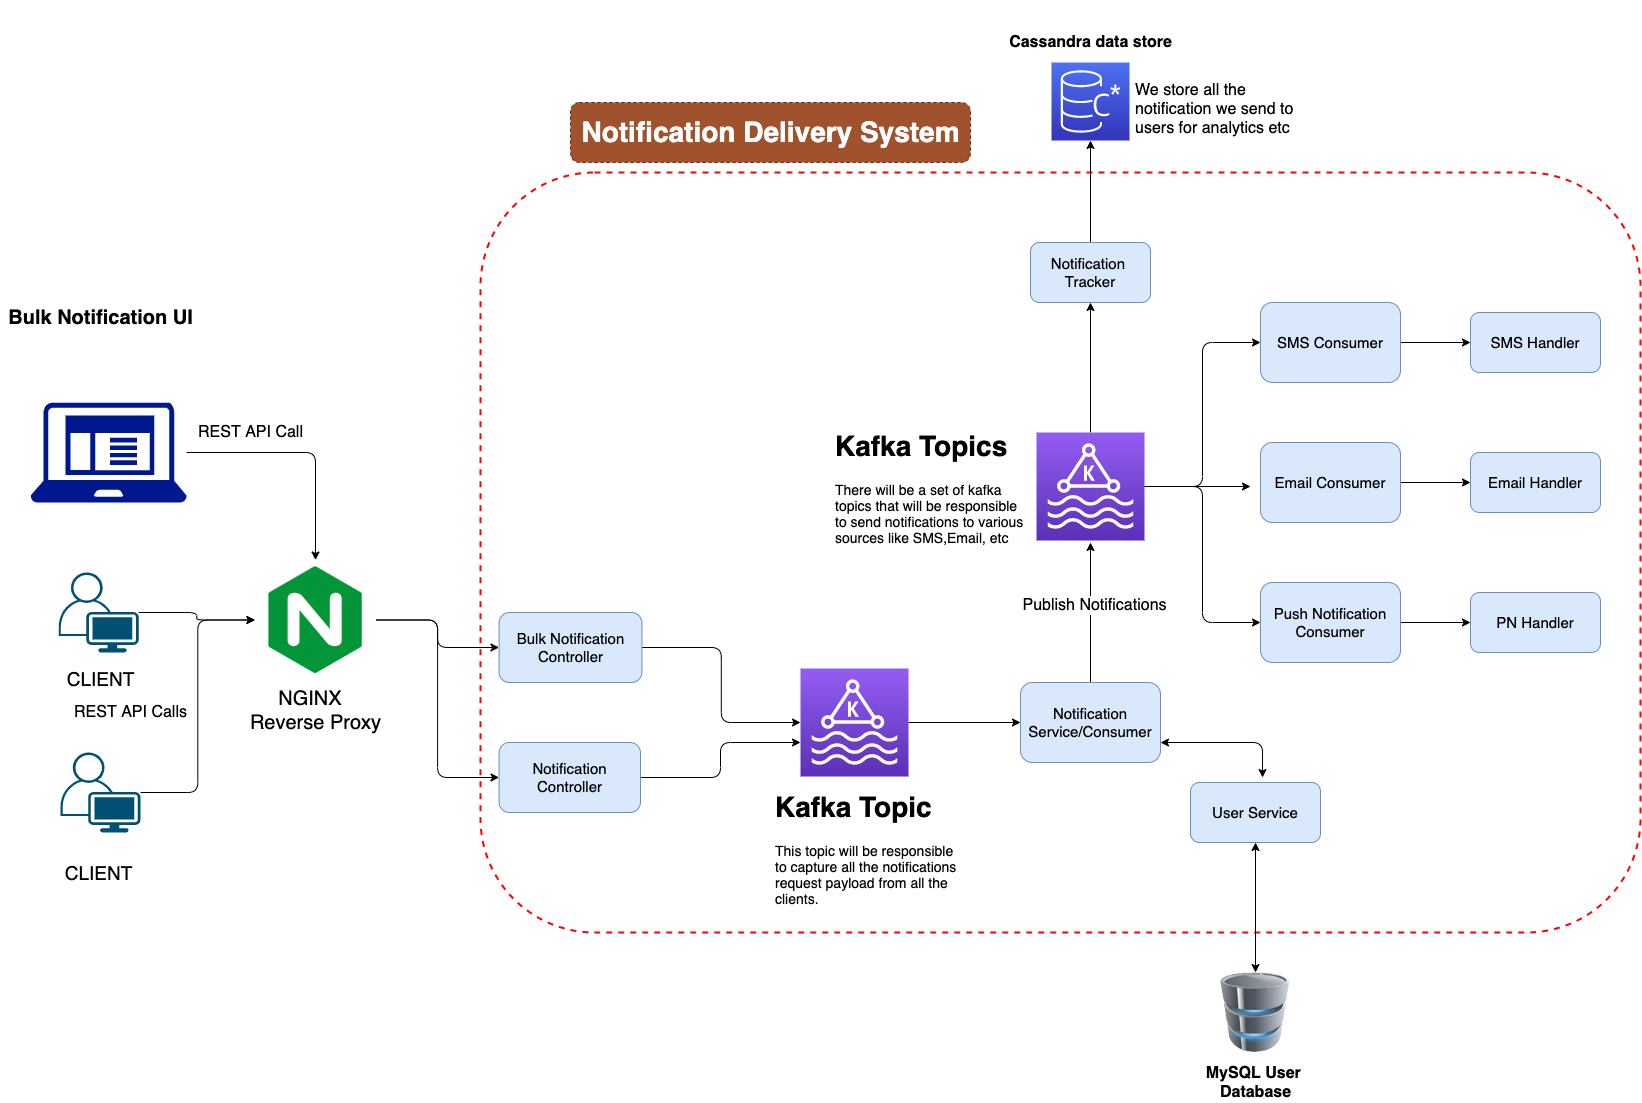 Cassandra data store
C*
We store all the
notification we send to
users for analytics etc
Notification Delivery System
Notification
Tracker
Bulk Notification UI
SMS Consumer
SMS Handler
REST API Call
Kafka Topics
K
There will be a set of kafka
topics that will be responsible
to send notifications to various
sources like SMS,Email, etc
Email Consumer
Email Handler
Publish Notifications
Push Notification
Consumer
PN Handler
N
CLIENT
REST API Calls
NGINX
Reverse Proxy
Bulk Notification
Controller
K
Notification
Service/Consumer
Notification
Controller
Kafka Topic
User Service
This topic will be responsible
to capture all the notifications
request payload from all the
clients.
CLIENT
MySQL User
Database